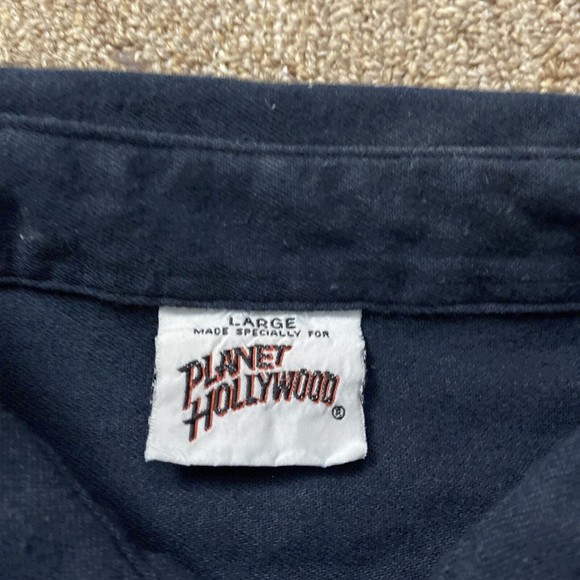 LARGE
MADE SPECIALLY FOR
PLANET
HOLLYWOOD
®